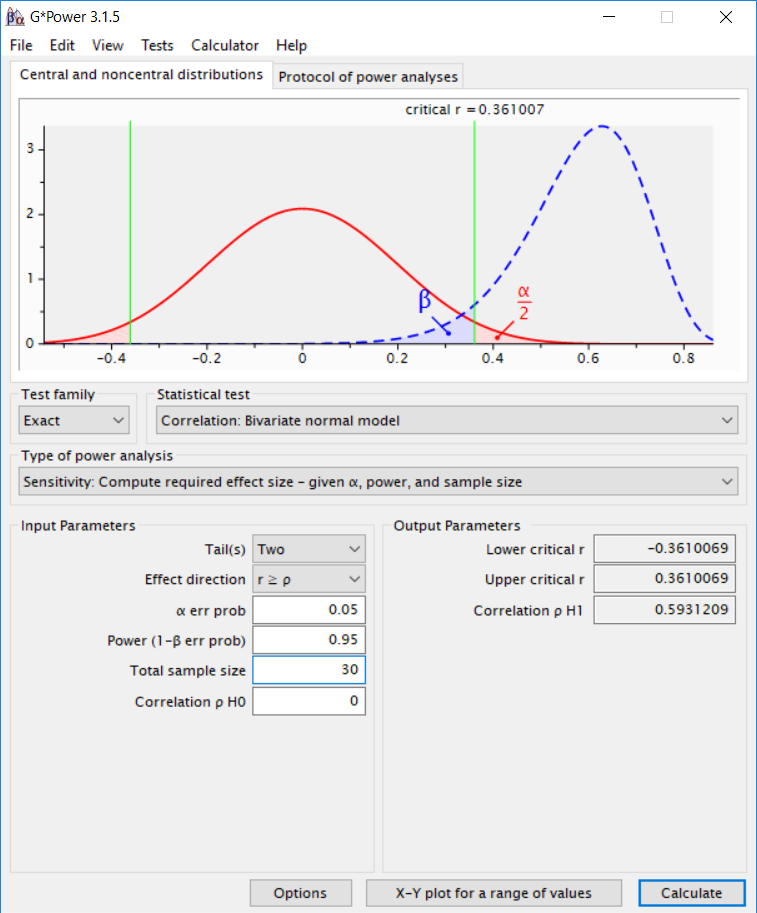 G*Power 3.1.5
File Edit View Tests Calculator Help
Central and noncentral distributions Protocol of power analyses
critical r = 0.361007
3
2
1
0
β
α
2
-0.4 -0.2 0 0.2 0.4 0.6 0.8
Test family Statistical test
Exact Correlation: Bivariate normal model
Type of power analysis
Sensitivity: Compute required effect size - given α, power, and sample size
Input Parameters Output Parameters
Tail(s) Two Lower critical r -0.3610069
Effect direction r ≥ ρ Upper critical r 0.3610069
α err prob 0.05 Correlation ρ H1 0.5931209
Power (1-β err prob) 0.95
Total sample size 30
Correlation ρ H0 0
Options X-Y plot for a range of values Calculate